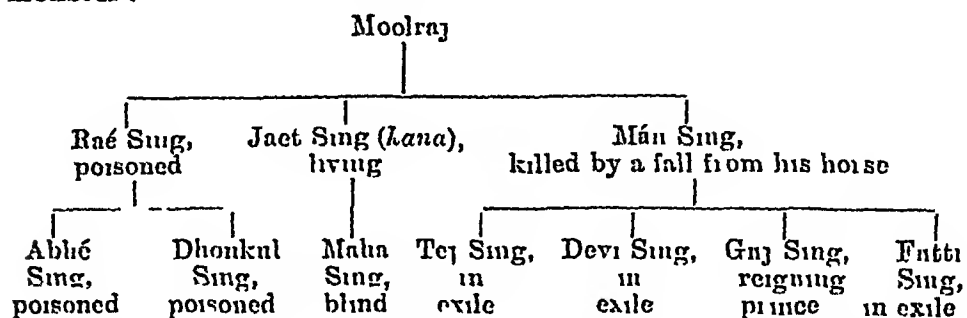 Moolraj
Raé Sing, Jaet Sing (kana), Mán Sing,
poisoned living killed by a fall from his horse
Abhé Dhonkul Maha Tej Sing, Devi Sing, Guj Sing, Futti
Sing, Sing, Sing, in in reigning Sing,
poisoned poisoned blind exile exile prince in exile